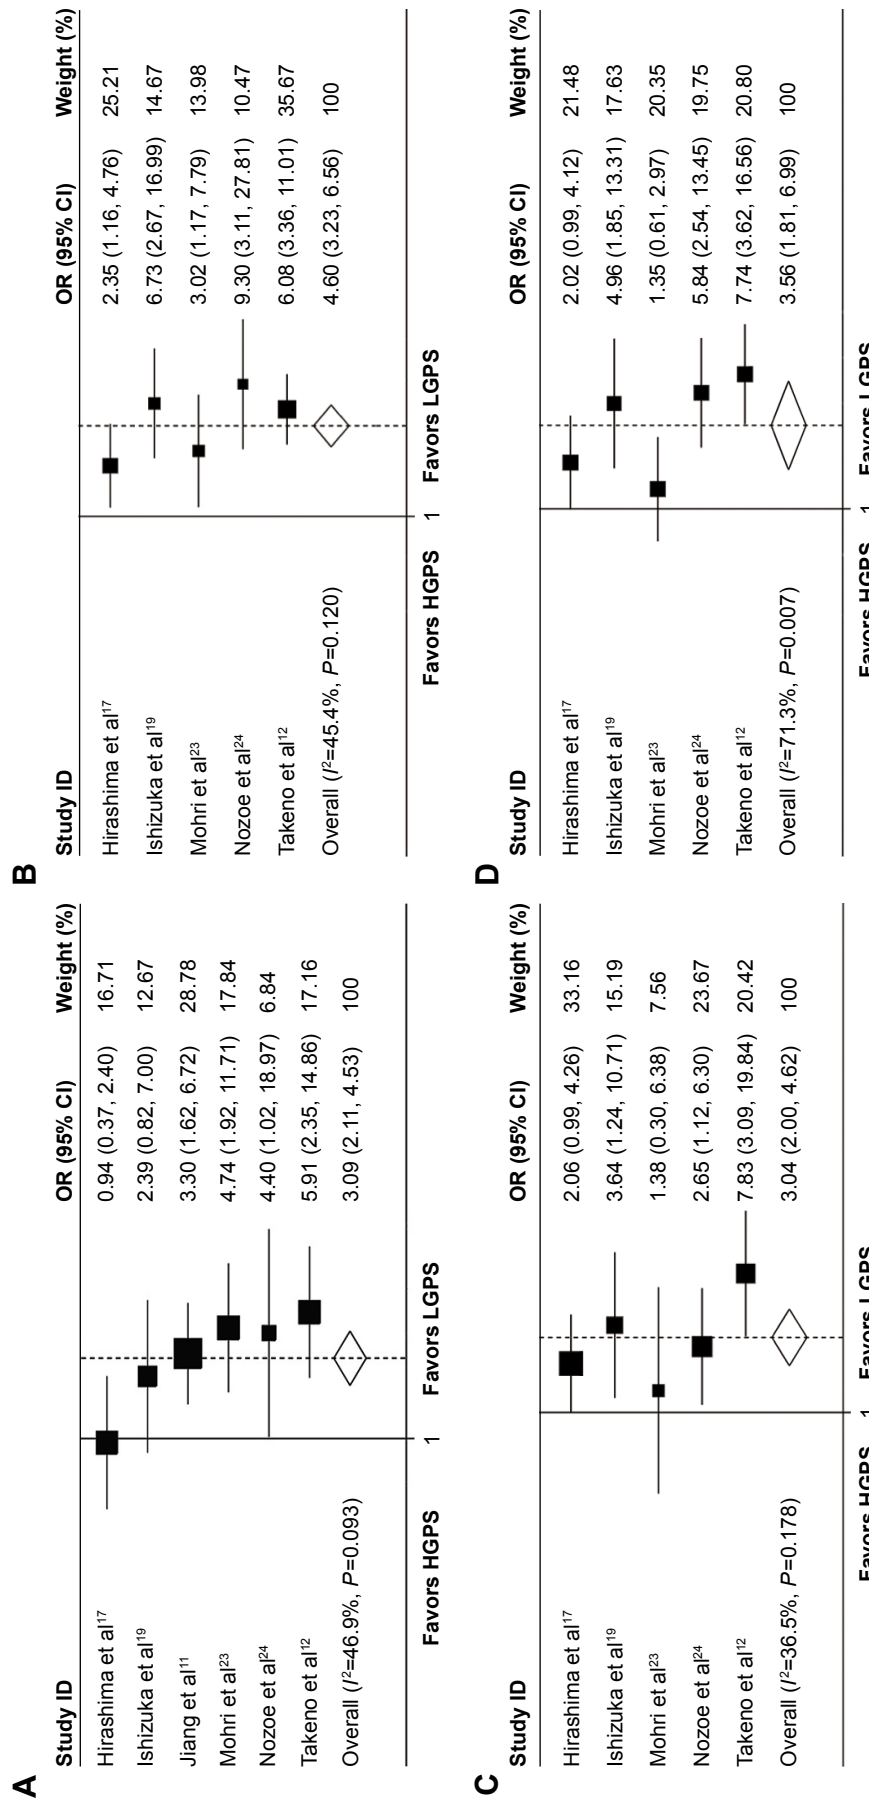 A
Study ID OR (95% CI) Weight (%)
Hirashima et al17 0.94 (0.37, 2.40) 16.71
Ishizuka et al19 2.39 (0.82, 7.00) 12.67
Jiang et al11 3.30 (1.62, 6.72) 28.78
Mohri et al23 4.74 (1.92, 11.71) 17.84
Nozoe et al24 4.40 (1.02, 18.97) 6.84
Takeno et al12 5.91 (2.35, 14.86) 17.16
Overall (I2=46.9%, P=0.093) 3.09 (2.11, 4.53) 100
1
Favors HGPS Favors LGPS
B
Study ID OR (95% CI) Weight (%)
Hirashima et al17 2.35 (1.16, 4.76) 25.21
Ishizuka et al19 6.73 (2.67, 16.99) 14.67
Mohri et al23 3.02 (1.17, 7.79) 13.98
Nozoe et al24 9.30 (3.11, 27.81) 10.47
Takeno et al12 6.08 (3.36, 11.01) 35.67
Overall (I2=45.4%, P=0.120) 4.60 (3.23, 6.56) 100
1
Favors HGPS Favors LGPS
C
Study ID OR (95% CI) Weight (%)
Hirashima et al17 2.06 (0.99, 4.26) 33.16
Ishizuka et al19 3.64 (1.24, 10.71) 15.19
Mohri et al23 1.38 (0.30, 6.38) 7.56
Nozoe et al24 2.65 (1.12, 6.30) 23.67
Takeno et al12 7.83 (3.09, 19.84) 20.42
Overall (I2=36.5%, P=0.178) 3.04 (2.00, 4.62) 100
1
Favors HGPS Favors LGPS
D
Study ID OR (95% CI) Weight (%)
Hirashima et al17 2.02 (0.99, 4.12) 21.48
Ishizuka et al19 4.96 (1.85, 13.31) 17.63
Mohri et al23 1.35 (0.61, 2.97) 20.35
Nozoe et al24 5.84 (2.54, 13.45) 19.75
Takeno et al12 7.74 (3.62, 16.56) 20.80
Overall (I2=71.3%, P=0.007) 3.56 (1.81, 6.99) 100
1
Favors HGPS Favors LGPS